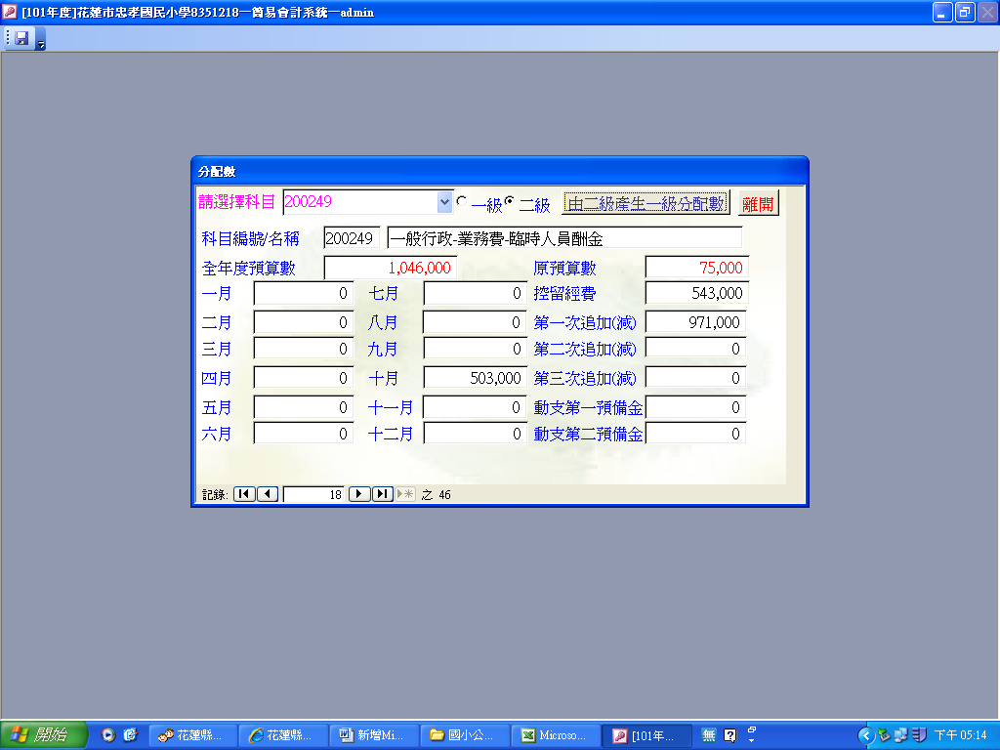 [101年度]花蓮市忠孝國民小學8351218—簡易會計系統—admin
分配數
請選擇科目 200249 一級 二級 由二級產生一級分配數 離開
科目編號/名稱 200249 一般行政-業務費-臨時人員酬金
全年度預算數 1,046,000 原預算數 75,000
一月 0 七月 0 控留經費 543,000
二月 0 八月 0 第一次追加(減) 971,000
三月 0 九月 0 第二次追加(減) 0
四月 0 十月 503,000 第三次追加(減) 0
五月 0 十一月 0 動支第一預備金 0
六月 0 十二月 0 動支第二預備金 0
記錄: 18 之 46
開始 花蓮縣... 花蓮縣... 新增Mi... 國小公... Microso... [101年... 無 下午 05:14